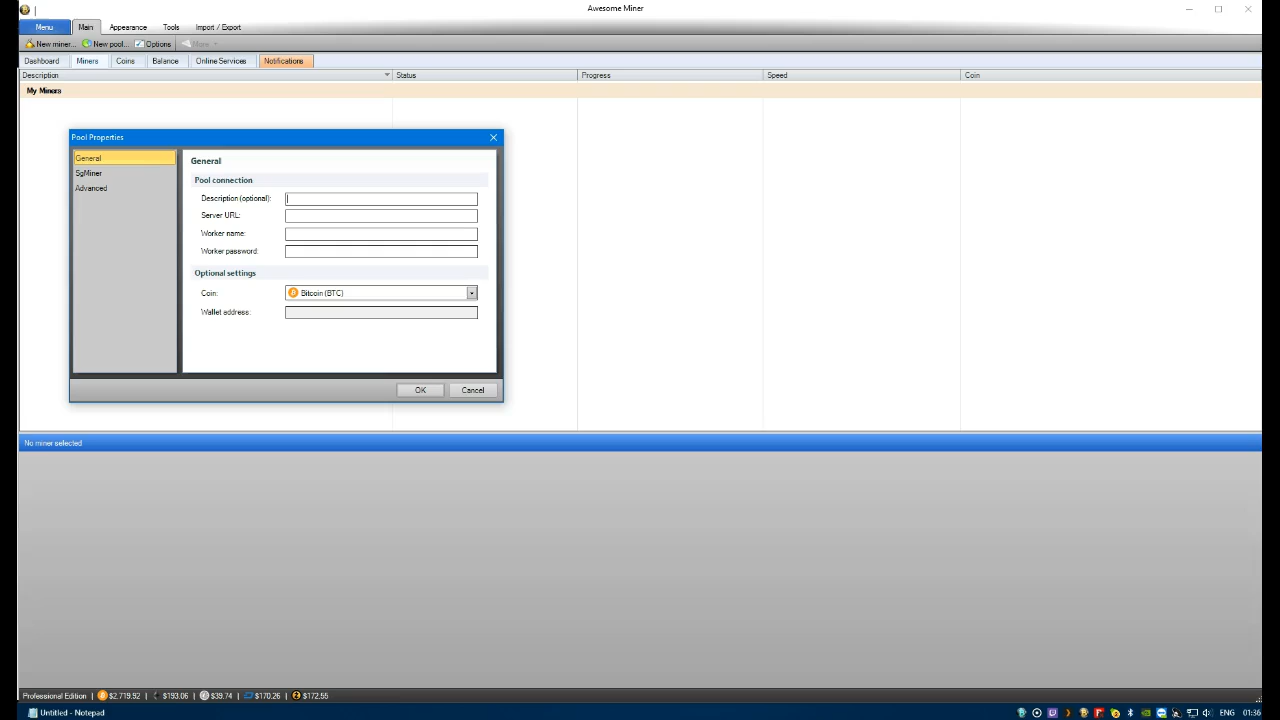 Awesome Miner
Menu Main Appearance Tools Import / Export
New miner... New pool... Options More
Dashboard Miners Coins Balance Online Services Notifications
Description Status Progress Speed Coin
My Miners
Pool Properties
General
SgMiner
Advanced
General
Pool connection
Description (optional):
Server URL:
Worker name:
Worker password:
Optional settings
Coin: Bitcoin (BTC)
Wallet address:
OK Cancel
No miner selected
Professional Edition $2,719.92 $193.06 $39.74 $170.26 $172.55
Untitled - Notepad ENG 01:36